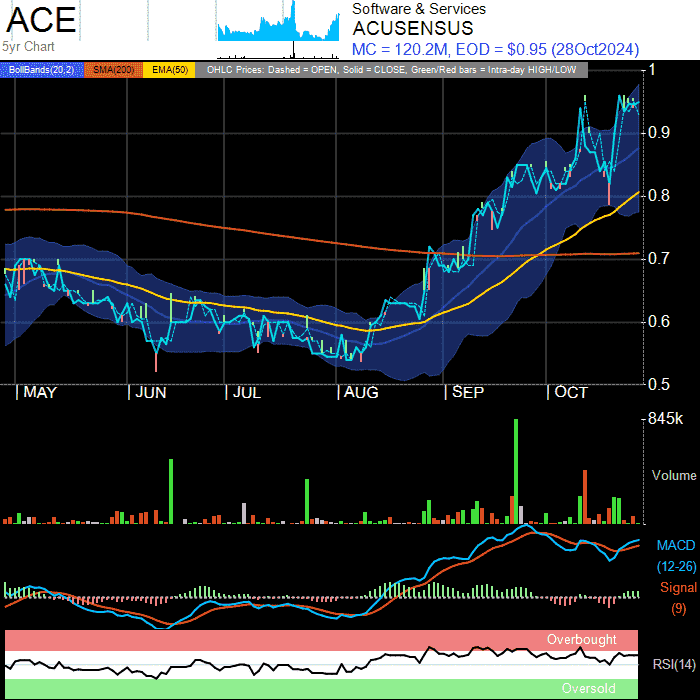 ACE
5yr Chart
Software & Services
ACUSENSUS
MC = 120.2M, EOD = $0.95 (28Oct2024)
BollBands(20,2) SMA(200) EMA(50) OHLC Prices: Dashed = OPEN, Solid = CLOSE, Green/Red bars = Intra-day HIGH/LOW
1
0.9
0.8
0.7
0.6
0.5
MAY JUN JUL AUG SEP OCT
845k
Volume
MACD
(12-26)
Signal
(9)
Overbought
RSI(14)
Oversold